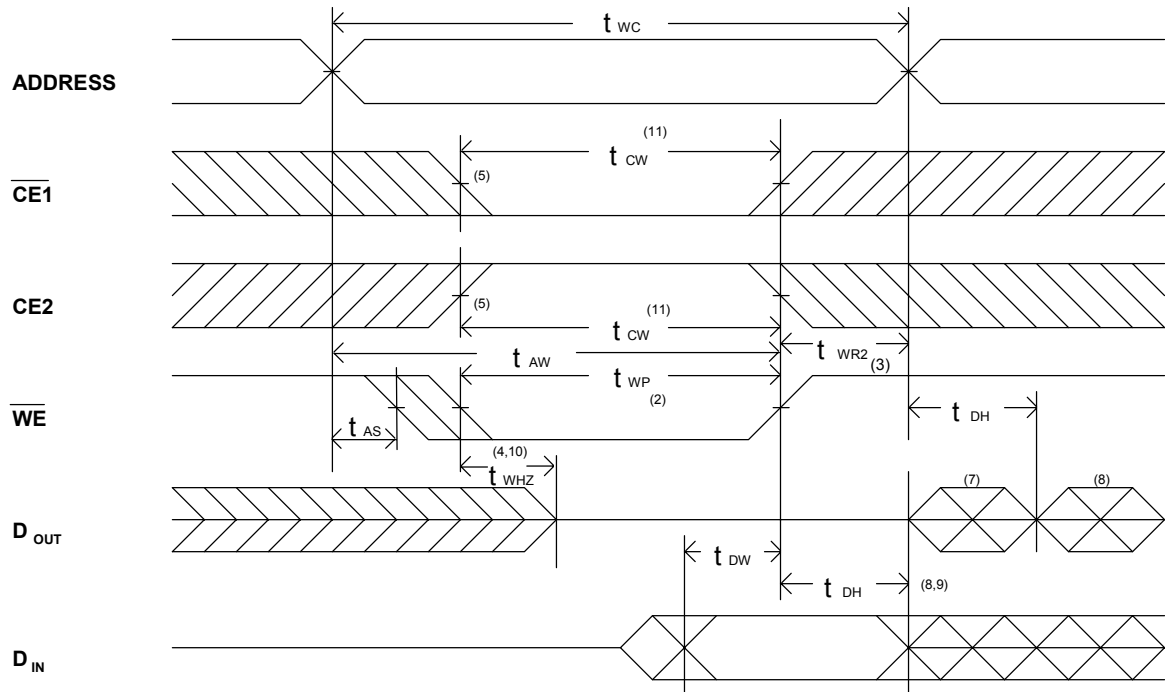 t WC
ADDRESS
(11)
t CW
CE1
(5)
CE2
(5)
(11)
t CW
t AW
t WR2
(3)
t WP
(2)
WE
t AS
t DH
(4,10)
t WHZ
(7)
(8)
D OUT
t DW
t DH
(8,9)
D IN